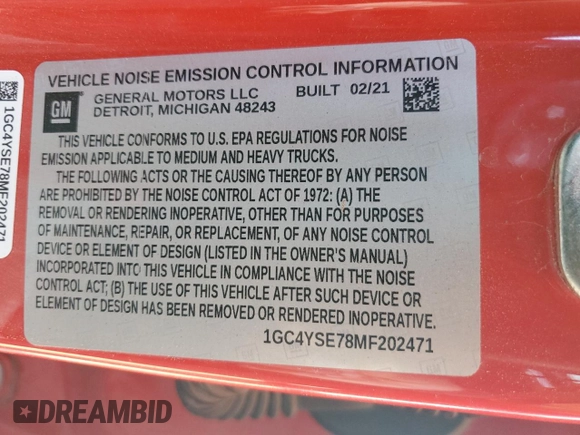 VEHICLE NOISE EMISSION CONTROL INFORMATION
GM
GENERAL MOTORS LLC BUILT 02/21
DETROIT, MICHIGAN 48243
THIS VEHICLE CONFORMS TO U.S. EPA REGULATIONS FOR NOISE
EMISSION APPLICABLE TO MEDIUM AND HEAVY TRUCKS.
THE FOLLOWING ACTS OR THE CAUSING THEREOF BY ANY PERSON
ARE PROHIBITED BY THE NOISE CONTROL ACT OF 1972: (A) THE
REMOVAL OR RENDERING INOPERATIVE, OTHER THAN FOR PURPOSES
OF MAINTENANCE, REPAIR, OR REPLACEMENT, OF ANY NOISE CONTROL
DEVICE OR ELEMENT OF DESIGN (LISTED IN THE OWNER'S MANUAL)
INCORPORATED INTO THIS VEHICLE IN COMPLIANCE WITH THE NOISE
CONTROL ACT; (B) THE USE OF THIS VEHICLE AFTER SUCH DEVICE OR
ELEMENT OF DESIGN HAS BEEN REMOVED OR RENDERED INOPERATIVE.
1GC4YSE78MF202471
1GC4YSE78MF202471
DREAMBID